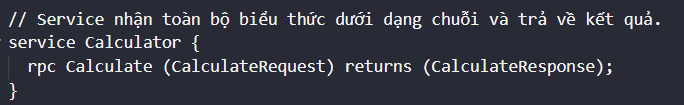 // Service nhận toàn bộ biểu thức dưới dạng chuỗi và trả về kết quả.
service Calculator {
  rpc Calculate (CalculateRequest) returns (CalculateResponse);
}